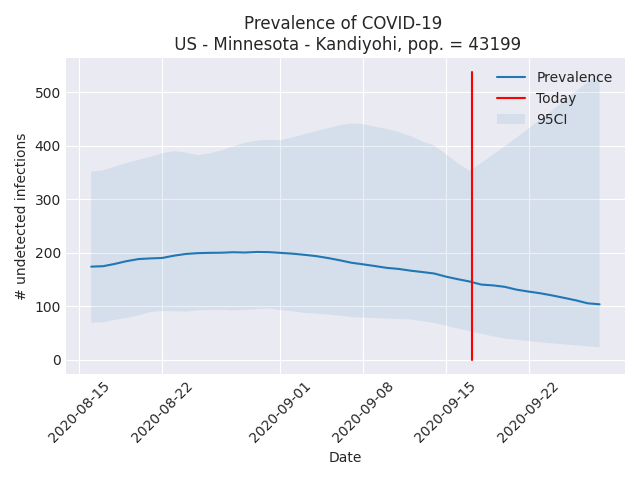 Prevalence of COVID-19
US - Minnesota - Kandiyohi, pop. = 43199
Prevalence
Today
95CI
# undetected infections
500
400
300
200
100
0
2020-08-15
2020-08-22
2020-09-01
2020-09-08
2020-09-15
2020-09-22
Date